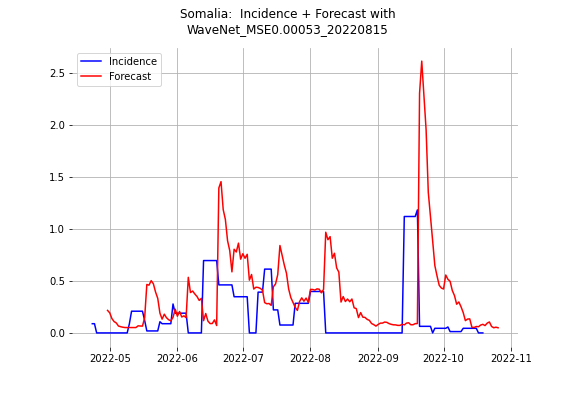 Somalia:  Incidence + Forecast with
WaveNet_MSE0.00053_20220815
Incidence
Forecast
2.5
2.0
1.5
1.0
0.5
0.0
2022-05 2022-06 2022-07 2022-08 2022-09 2022-10 2022-11